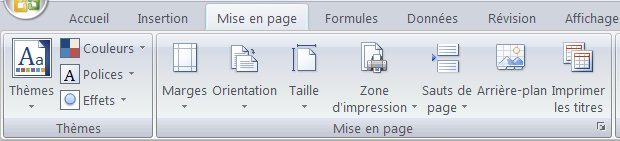 Accueil Insertion Mise en page Formules Données Révision Affichage
Aa
Thèmes
Couleurs
A Polices
Effets
Thèmes
Marges
Orientation
Taille
Zone
d'impression
Sauts de
page
Arrière-plan
Imprimer
les titres
Mise en page